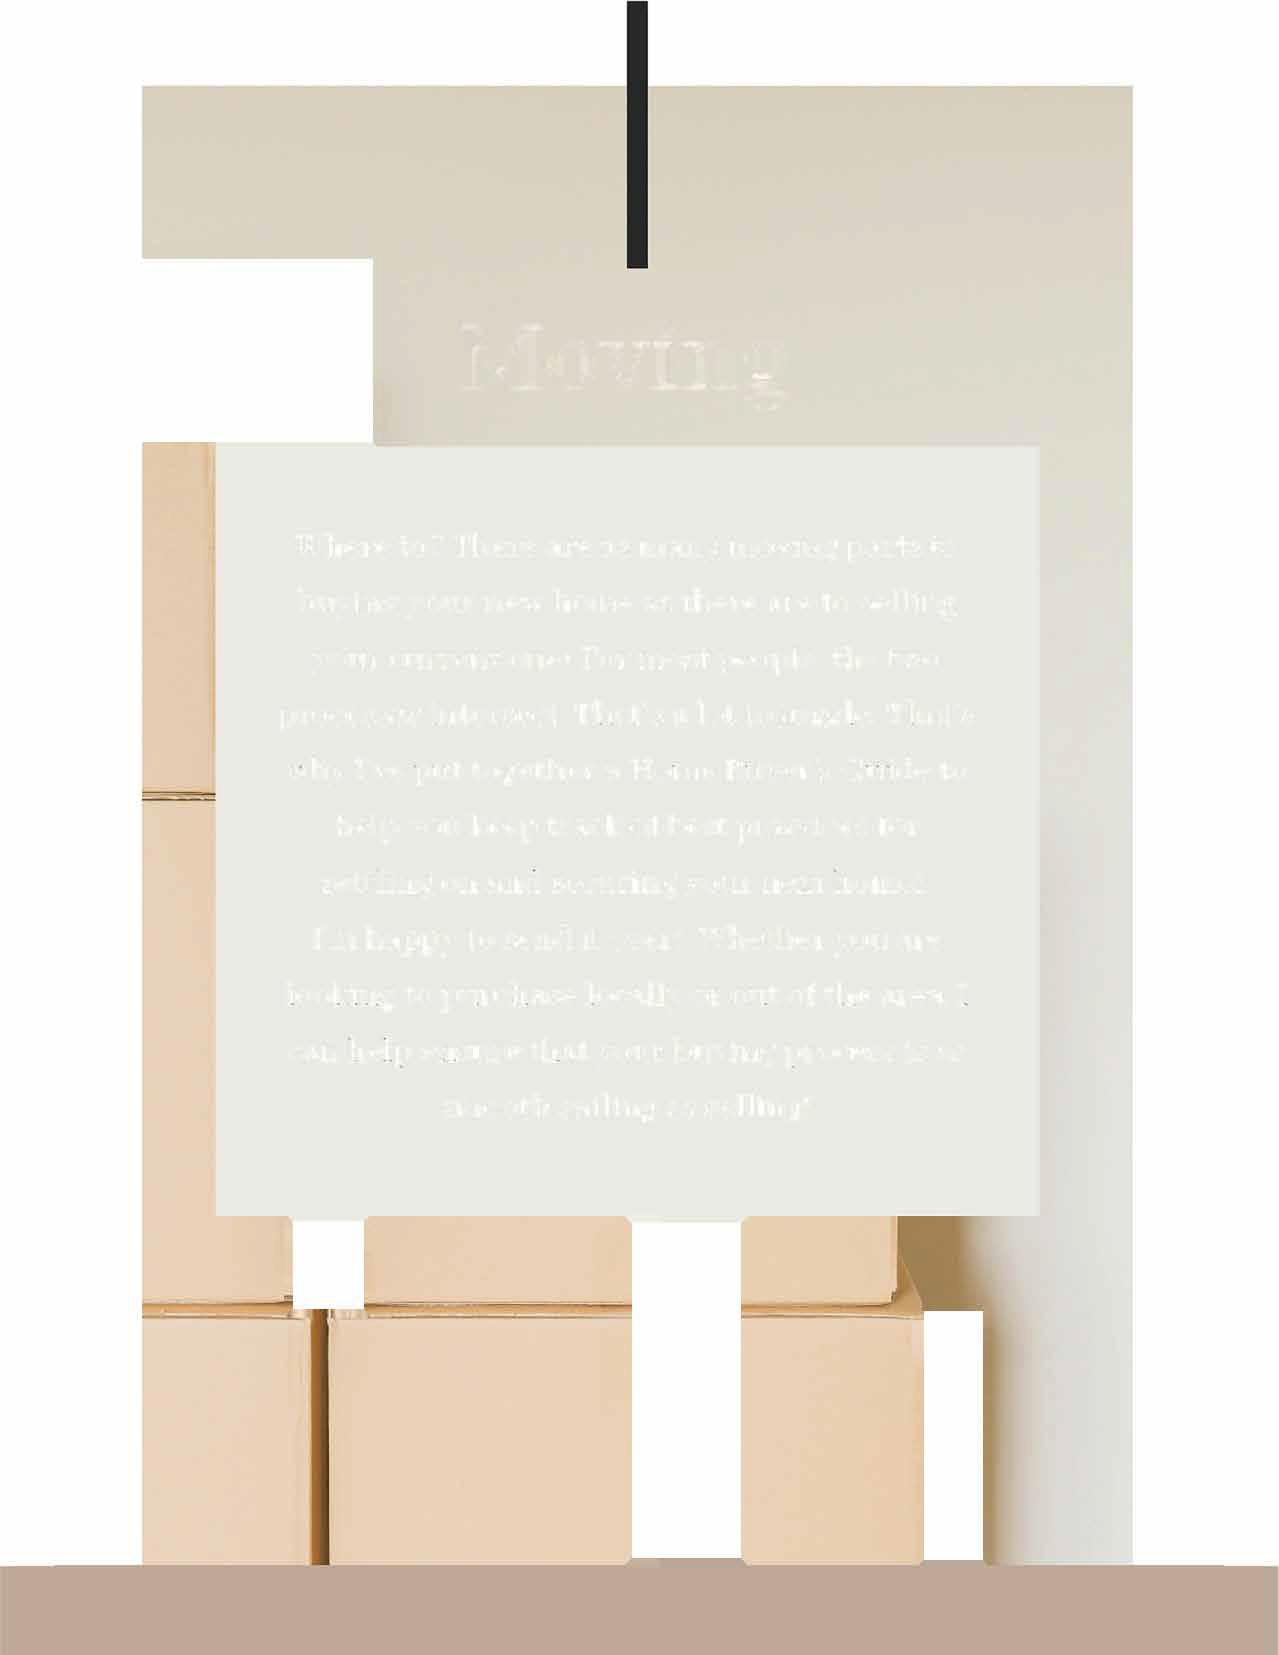 Moving
Where to? There are as many moving parts to
buying your new home as there are to selling
your current one! For most people, the two
processes intersect. That's a lot to juggle. That's
why I've put together a Home Buyer's Guide to
help you keep track of best practices for
settling on and securing your next home!
I'm happy to send it over! Whether you are
looking to purchase locally or out of the area, I
can help ensure that your buying process is as
smooth sailing as selling!